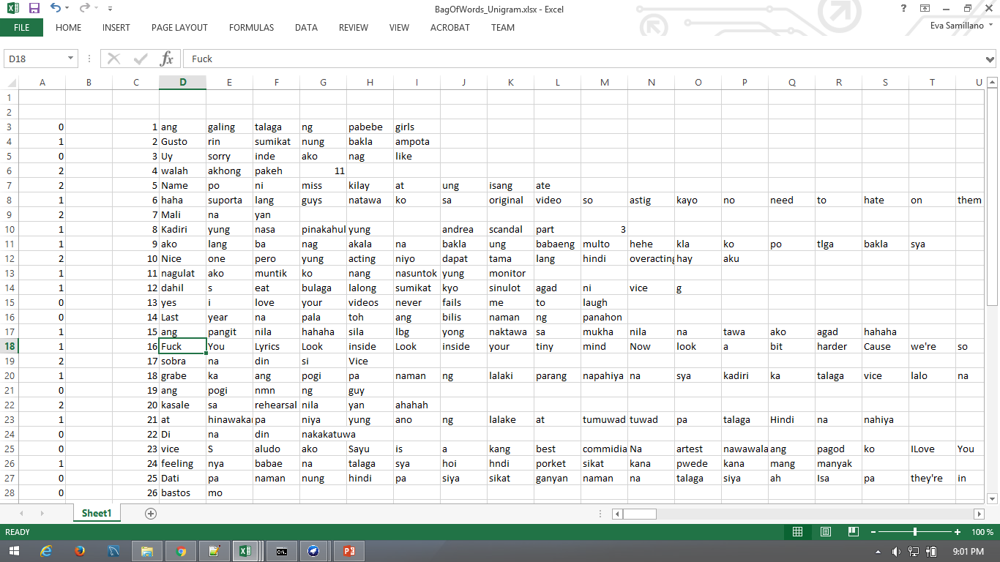 BagOfWords_Unigram.xlsx - Excel
FILE HOME INSERT PAGE LAYOUT FORMULAS DATA REVIEW VIEW ACROBAT TEAM Eva Samillano
D18 fx Fuck
A B C D E F G H I J K L M N O P Q R S T U
1
2
3 0 1 ang galing talaga ng pabebe girls
4 1 2 Gusto rin sumikat nung bakla ampota
5 0 3 Uy sorry inde ako nag like
6 2 4 walah akhong pakeh 11
7 2 5 Name po ni miss kilay at ung isang ate
8 1 6 haha suporta lang guys natawa ko sa original video so astig kayo no need to hate on them
9 2 7 Mali na yan
10 1 8 Kadiri yung nasa pinakahul yung andrea scandal part 3
11 1 9 ako lang ba nag akala na bakla ung babaeng multo hehe kla ko po tlga bakla sya
12 2 10 Nice one pero yung acting niyo dapat tama lang hindi overacting hay aku
13 1 11 nagulat ako muntik ko nang nasuntok yung monitor
14 1 12 dahil s eat bulaga lalong sumikat kyo sinulot agad ni vice g
15 0 13 yes i love your videos never fails me to laugh
16 0 14 Last year na pala toh ang bilis naman ng panahon
17 1 15 ang pangit nila hahaha sila lbg yong naktawa sa mukha nila na tawa ako agad hahaha
18 1 16 Fuck You Lyrics Look inside Look inside your tiny mind Now look a bit harder Cause we're so
19 2 17 sobra na din si Vice
20 1 18 grabe ka ang pogi pa naman ng lalaki parang napahiya na sya kadiri ka talaga vice lalo na
21 0 19 ang pogi nmn ng guy
22 2 20 kasale sa rehearsal nila yan ahahah
23 1 21 at hinawaka pa niya yung ano ng lalake at tumuwad tuwad pa talaga Hindi na nahiya
24 0 22 Di na din nakakatuwa
25 0 23 vice S aludo ako Sayu is a kang best commidia Na artest nawawala ang pagod ko ILove You
26 1 24 feeling nya babae na talaga sya hoi hndi porket sikat kana pwede kana mang manyak
27 0 25 Dati pa naman nung hindi pa siya sikat ganyan naman na talaga siya ah Isa pa they're in
28 0 26 bastos mo
Sheet1
READY 100 %
9:01 PM